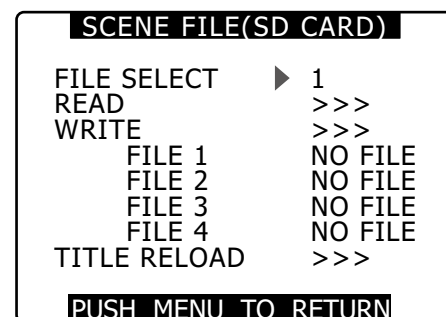 SCENE FILE(SD CARD)
FILE SELECT 1
READ >>>
WRITE >>>
FILE 1 NO FILE
FILE 2 NO FILE
FILE 3 NO FILE
FILE 4 NO FILE
TITLE RELOAD >>>
PUSH MENU TO RETURN